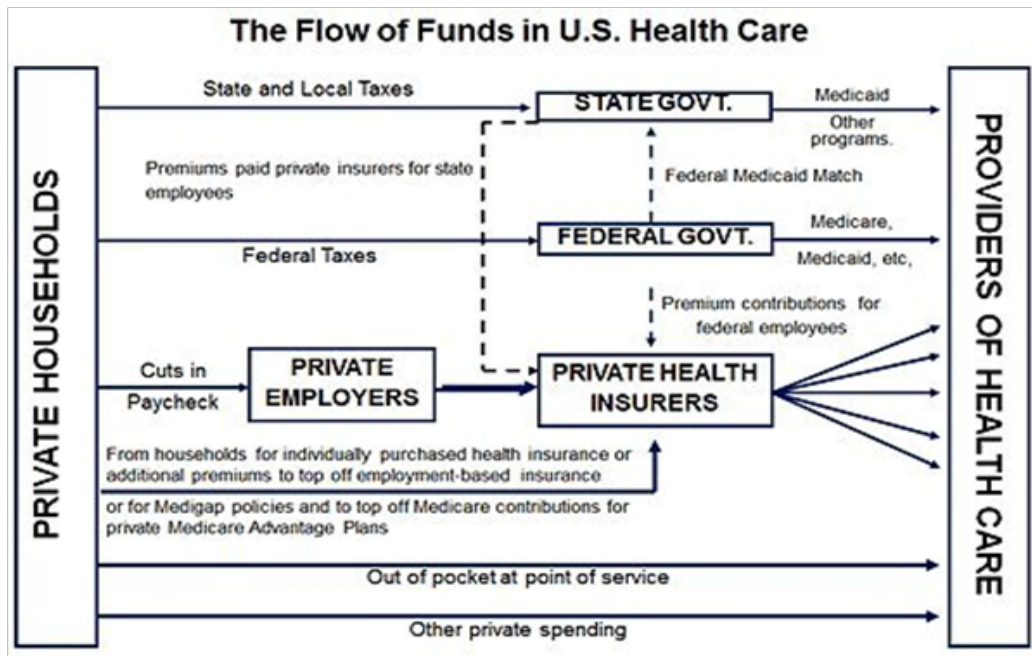 The Flow of Funds in U.S. Health Care
PRIVATE HOUSEHOLDS
State and Local Taxes
STATE GOVT.
Medicaid
Other
programs.
Premiums paid private insurers for state
employees
Federal Medicaid Match
Federal Taxes
FEDERAL GOVT.
Medicare,
Medicaid, etc,
Premium contributions for
federal employees
Cuts in
Paycheck
PRIVATE
EMPLOYERS
PRIVATE HEALTH
INSURERS
From households for individually purchased health insurance or
additional premiums to top off employment-based insurance
or for Medigap policies and to top off Medicare contributions for
private Medicare Advantage Plans
Out of pocket at point of service
Other private spending
PROVIDERS OF HEALTH CARE